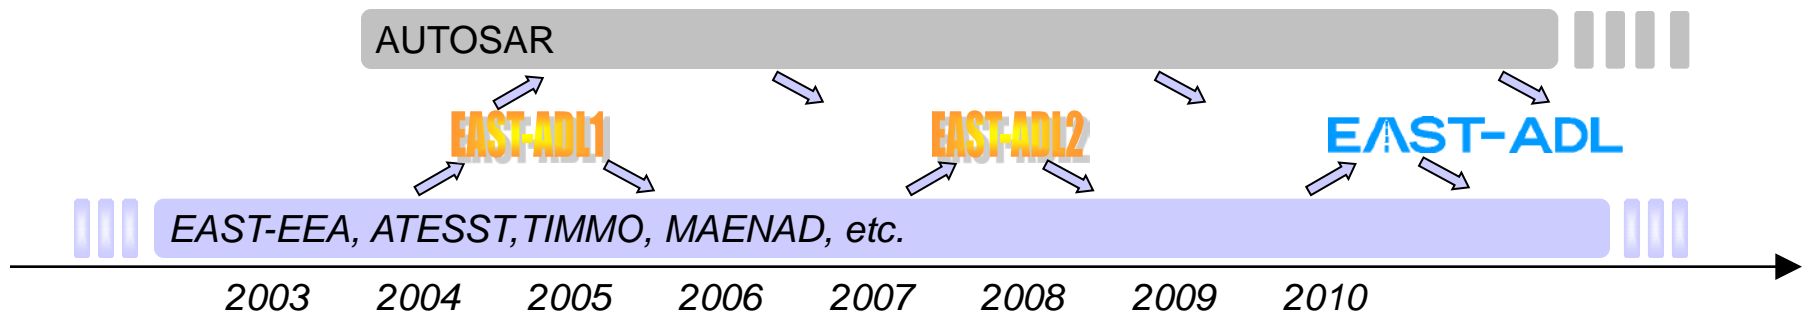 AUTOSAR
EAST-ADL1 EAST-ADL2 EAST-ADL
EAST-EEA, ATESST,TIMMO, MAENAD, etc.
2003 2004 2005 2006 2007 2008 2009 2010